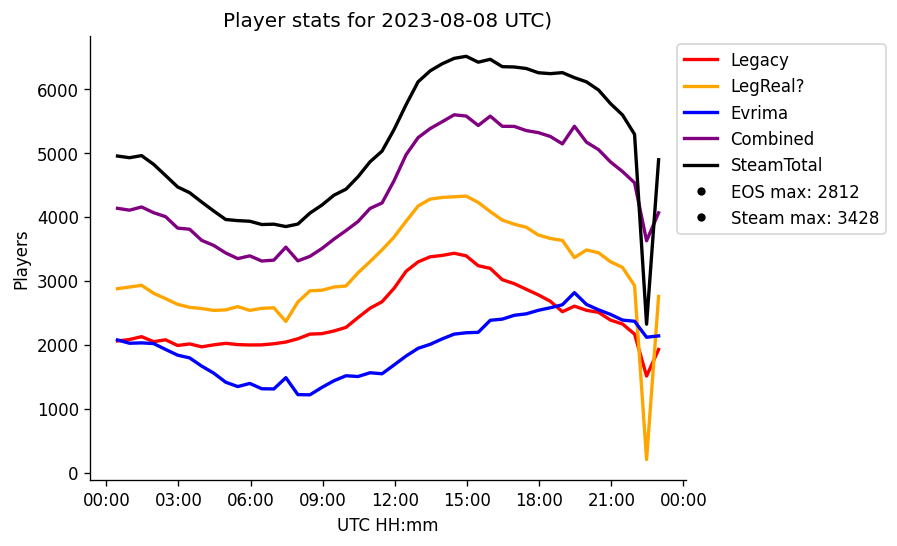 Player stats for 2023-08-08 UTC)
Legacy
LegReal?
Evrima
Combined
SteamTotal
EOS max: 2812
Steam max: 3428
Players
6000
5000
4000
3000
2000
1000
0
00:00 03:00 06:00 09:00 12:00 15:00 18:00 21:00 00:00
UTC HH:mm